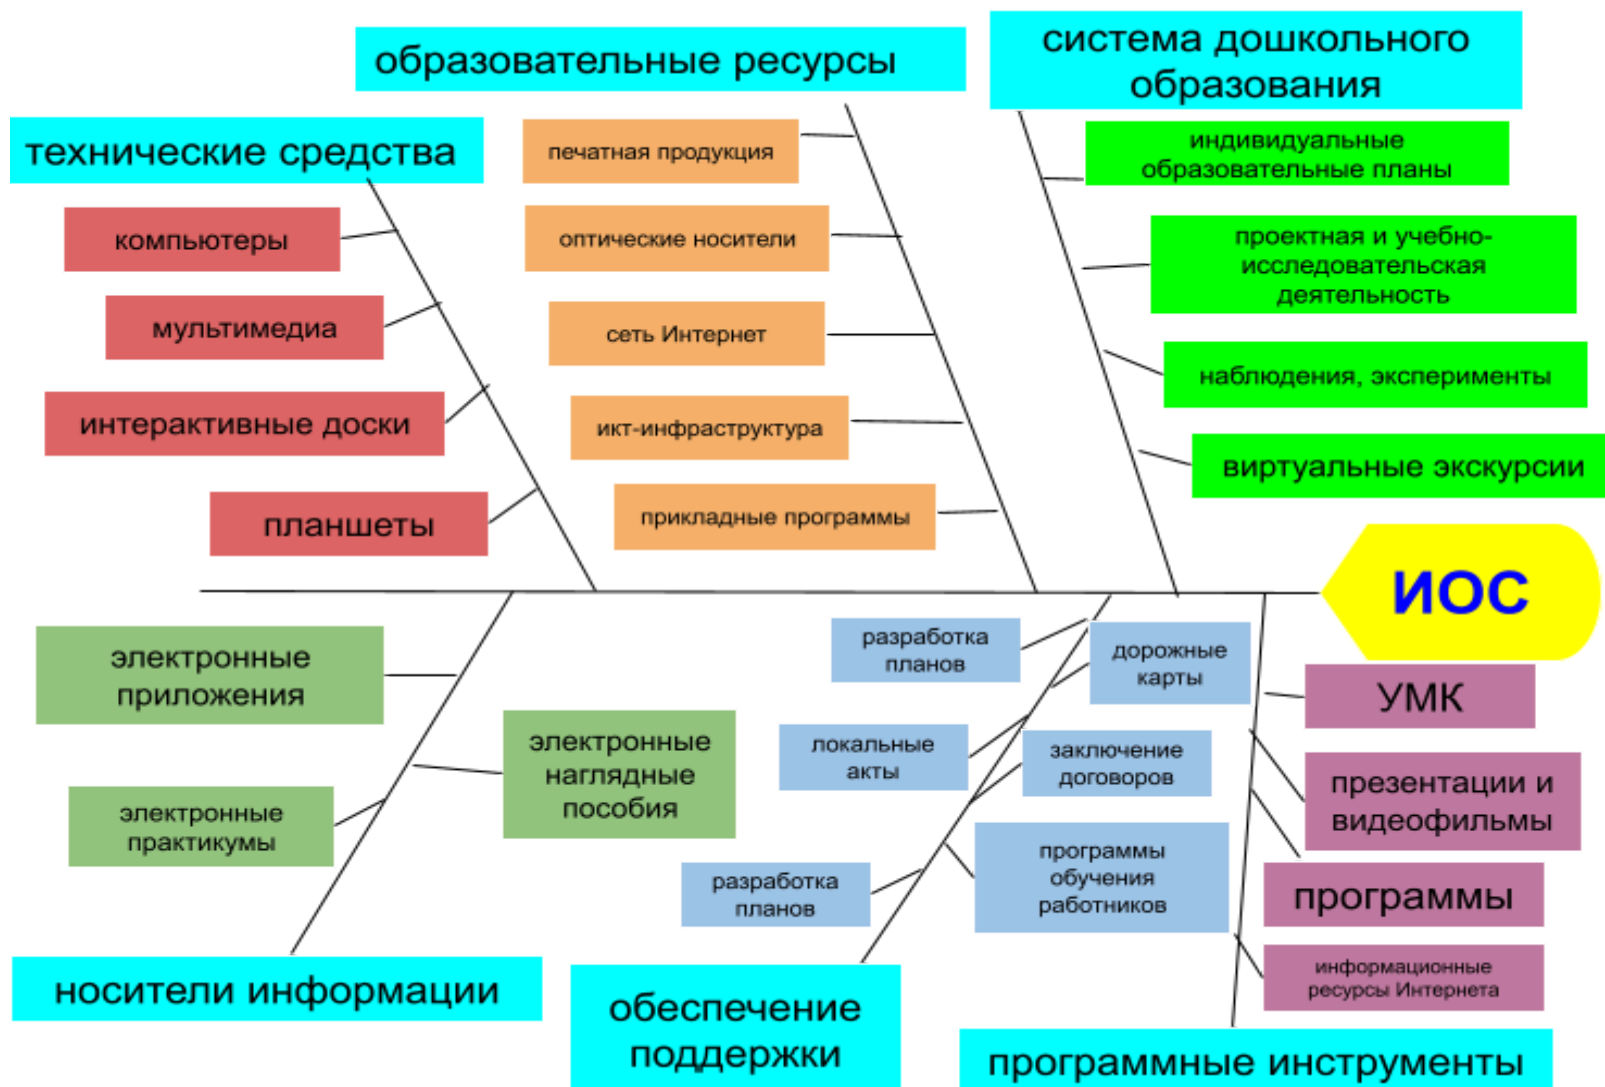 образовательные ресурсы
система дошкольного
образования
технические средства
печатная продукция
индивидуальные
образовательные планы
компьютеры
оптические носители
проектная и учебно-
исследовательская
деятельность
мультимедиа
сеть Интернет
наблюдения, эксперименты
интерактивные доски
икт-инфраструктура
виртуальные экскурсии
планшеты
прикладные программы
ИОС
электронные
приложения
разработка
планов
дорожные
карты
УМК
электронные
наглядные
пособия
локальные
акты
заключение
договоров
презентации и
видеофильмы
электронные
практикумы
разработка
планов
программы
обучения
работников
программы
информационные
ресурсы Интернета
носители информации
обеспечение
поддержки
программные инструменты